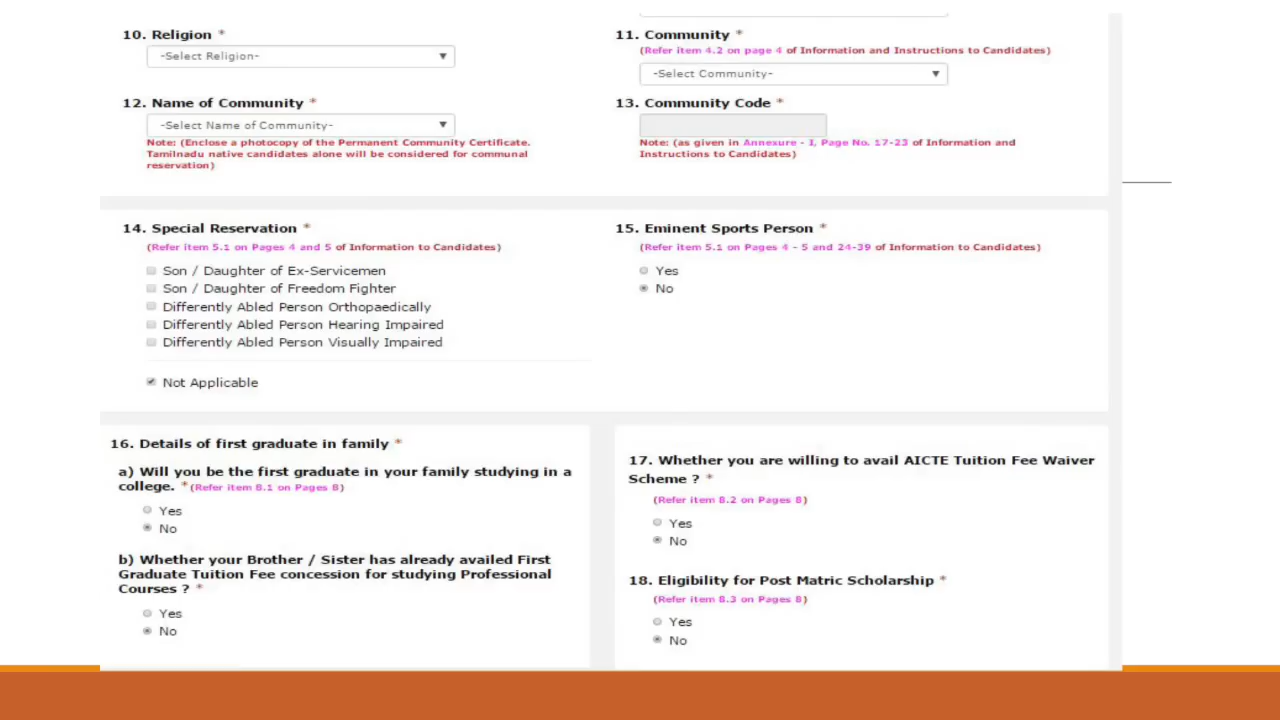 10. Religion *
-Select Religion-
11. Community *
(Refer item 4.2 on page 4 of Information and Instructions to Candidates)
-Select Community-
12. Name of Community *
-Select Name of Community-
Note: (Enclose a photocopy of the Permanent Community Certificate.
Tamilnadu native candidates alone will be considered for communal
reservation)
13. Community Code *
Note: (as given in Annexure - I, Page No. 17-23 of Information and
Instructions to Candidates)
14. Special Reservation *
(Refer item 5.1 on Pages 4 and 5 of Information to Candidates)
Son / Daughter of Ex-Servicemen
Son / Daughter of Freedom Fighter
Differently Abled Person Orthopaedically
Differently Abled Person Hearing Impaired
Differently Abled Person Visually Impaired
Not Applicable
15. Eminent Sports Person *
(Refer item 5.1 on Pages 4 - 5 and 24-39 of Information to Candidates)
Yes
No
16. Details of first graduate in family *
a) Will you be the first graduate in your family studying in a
college. * (Refer item 8.1 on Pages 8)
Yes
No
b) Whether your Brother / Sister has already availed First
Graduate Tuition Fee concession for studying Professional
Courses ? *
Yes
No
17. Whether you are willing to avail AICTE Tuition Fee Waiver
Scheme ? *
(Refer item 8.2 on Pages 8)
Yes
No
18. Eligibility for Post Matric Scholarship *
(Refer item 8.3 on Pages 8)
Yes
No